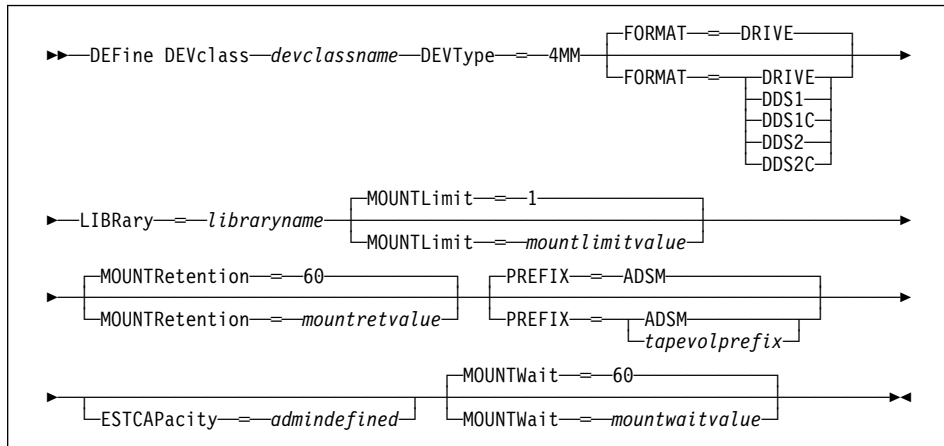 FORMAT = DRIVE
DEFine DEVclass devclassname DEVType = 4MM
FORMAT = DRIVE
DDS1
DDS1C
DDS2
DDS2C
MOUNTLimit = 1
LIBRary = libraryname
MOUNTLimit = mountlimitvalue
MOUNTRetention = 60 PREFIX = ADSM
MOUNTRetention = mountretvalue PREFIX = ADSM
tapevolprefix
MOUNTWait = 60
ESTCAPacity = admindefined MOUNTWait = mountwaitvalue